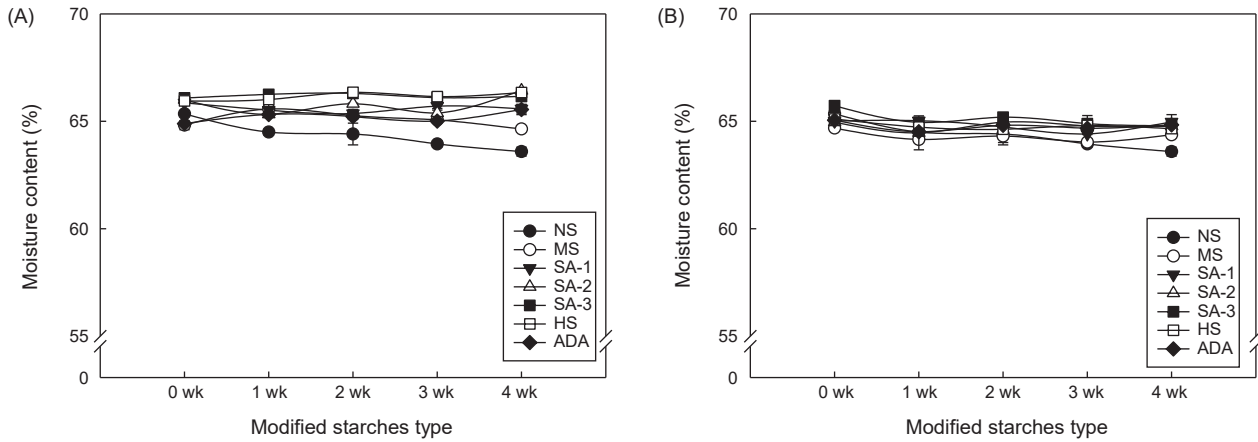 (A)
70
65
60
55
0
Moisture content (%)
NS
MS
SA-1
SA-2
SA-3
HS
ADA
0 wk 1 wk 2 wk 3 wk 4 wk
Modified starches type
(B)
70
65
60
55
0
Moisture content (%)
NS
MS
SA-1
SA-2
SA-3
HS
ADA
0 wk 1 wk 2 wk 3 wk 4 wk
Modified starches type